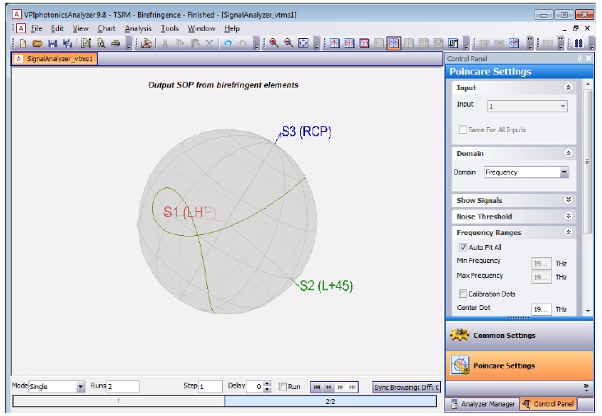 VPIphotonicsAnalyzer 9.8 - TSJM - Birefringence - Finished - [SignalAnalyzer_vtms1]
File Edit View Chart Analysis Tools Window Help
SignalAnalyzer_vtms1
Output SOP from birefringent elements
S3 (RCP)
S1 (LHP)
S2 (L+45)
Mode Single Runs 2 Step 1 Delay 0 Run Sync Browsing: Off
2/2
Control Panel
Poincare Settings
Input
Input 1
Same For All Inputs
Domain
Domain Frequency
Show Signals
Noise Threshold
Frequency Ranges
Auto Fit All
Min Frequency 19... THz
Max Frequency 19... THz
Calibration Dots
Center Dot 19... THz
Common Settings
Poincare Settings
Analyzer Manager Control Panel